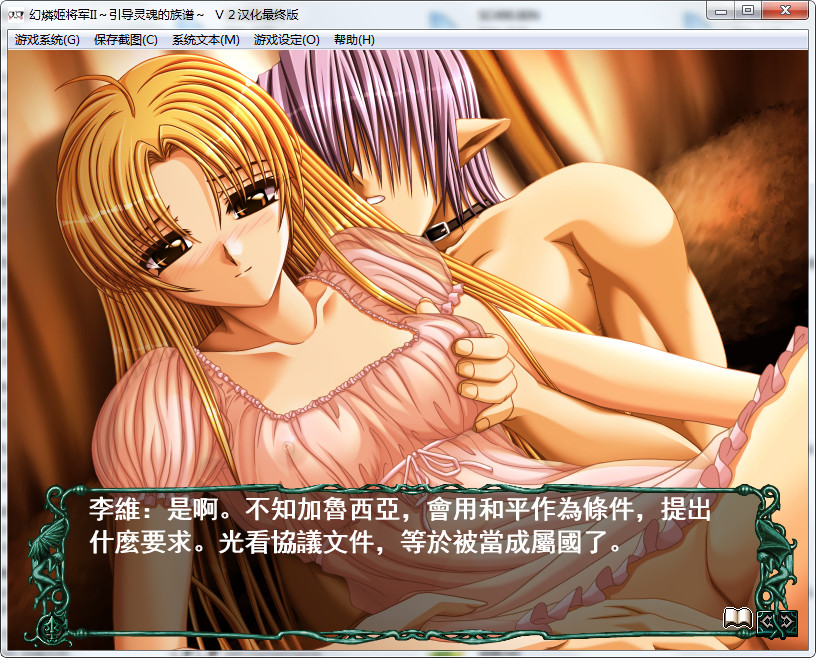 幻燐姬将军II～引导灵魂的族谱～ Ｖ２汉化最终版
游戏系统(G) 保存截图(C) 系统文本(M) 游戏设定(O) 帮助(H)
李維：是啊。不知加魯西亞，會用和平作為條件，提出
什麼要求。光看協議文件，等於被當成屬國了。